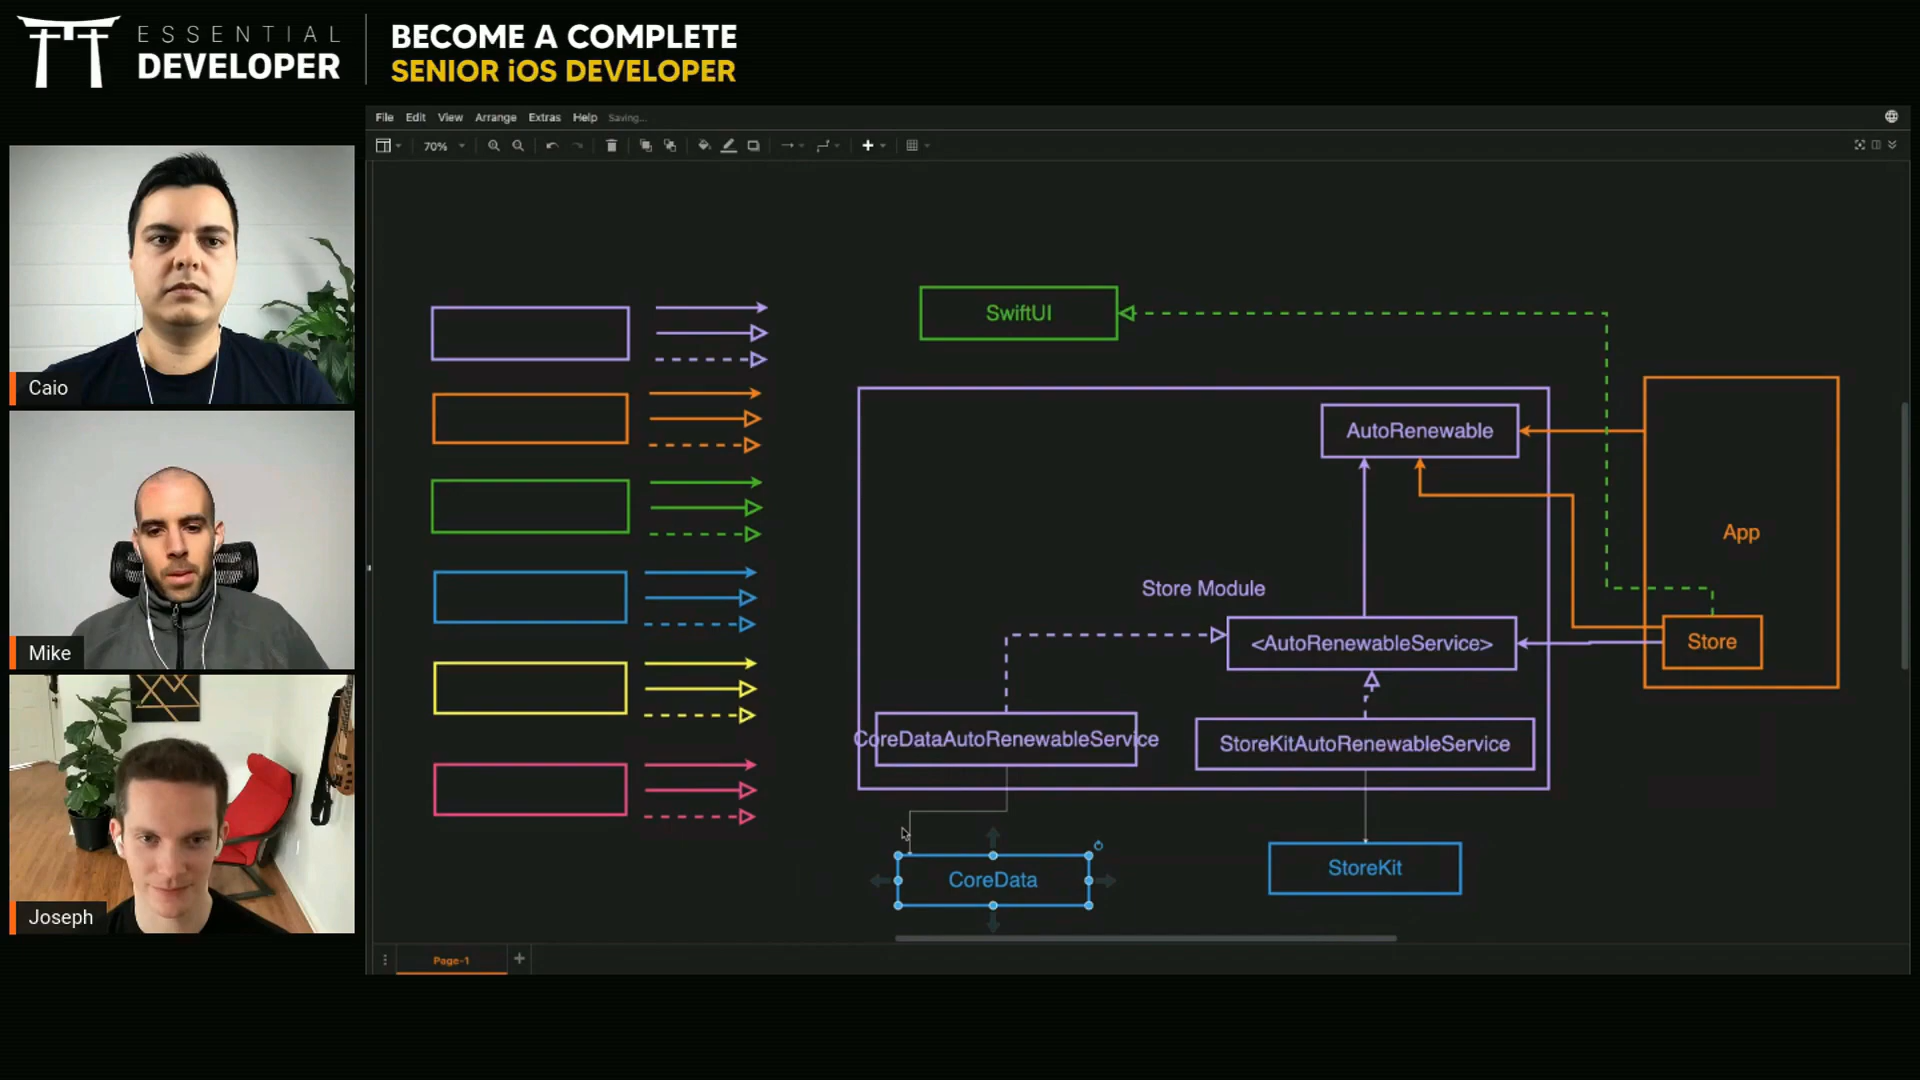 ESSENTIAL
DEVELOPER
BECOME A COMPLETE
SENIOR iOS DEVELOPER
File Edit View Arrange Extras Help Saving...
70%
Caio
Mike
Joseph
SwiftUI
AutoRenewable
App
Store Module
<AutoRenewableService>
Store
CoreDataAutoRenewableService
StoreKitAutoRenewableService
CoreData
StoreKit
Page-1